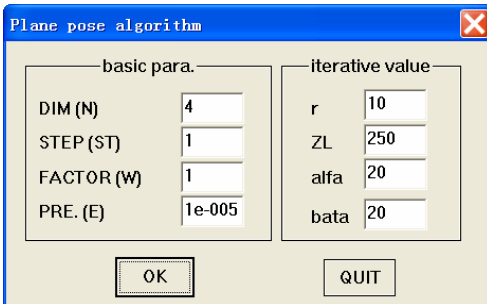 Plane pose algorithm
basic para.
DIM (N) 4
STEP (ST) 1
FACTOR (W) 1
PRE. (E) 1e-005
iterative value
r 10
ZL 250
alfa 20
bata 20
OK QUIT